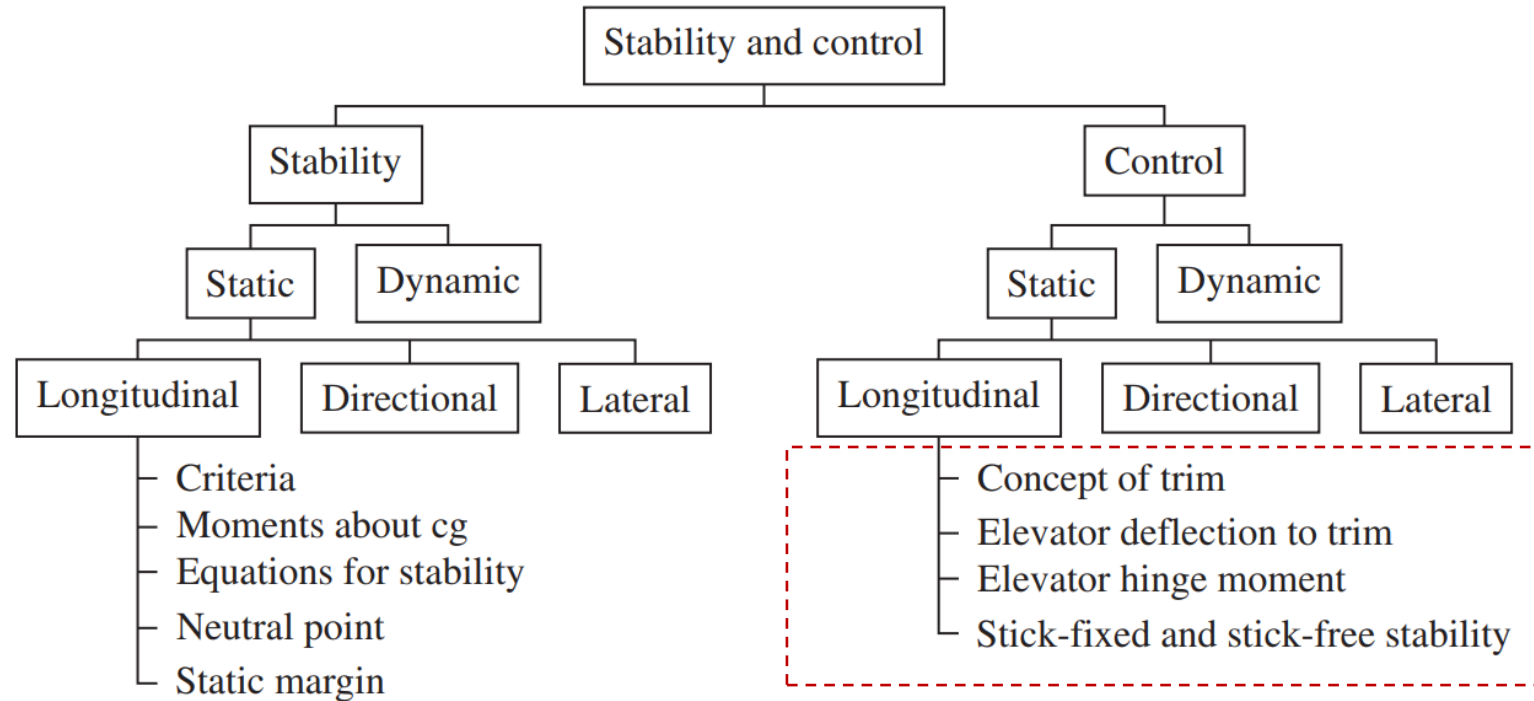 Stability and control
Stability
Control
Static
Dynamic
Static
Dynamic
Longitudinal
Directional
Lateral
Longitudinal
Directional
Lateral
Criteria
Moments about cg
Equations for stability
Neutral point
Static margin
Concept of trim
Elevator deflection to trim
Elevator hinge moment
Stick-fixed and stick-free stability